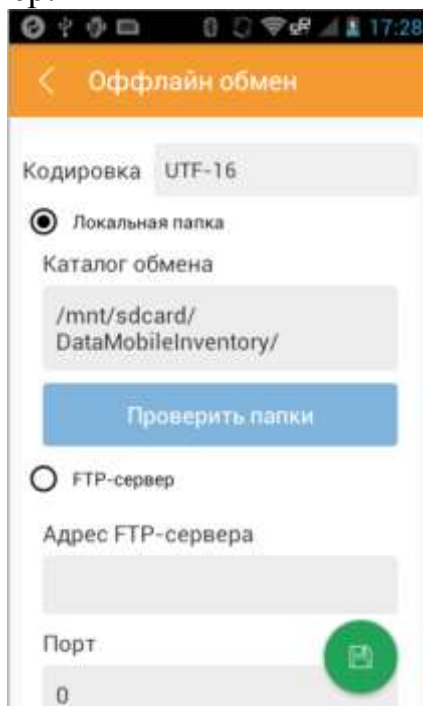 17:28
Оффлайн обмен
Кодировка UTF-16
Локальная папка
Каталог обмена
/mnt/sdcard/
DataMobileInventory/
Проверить папки
FTP-сервер
Адрес FTP-сервера
Порт
0